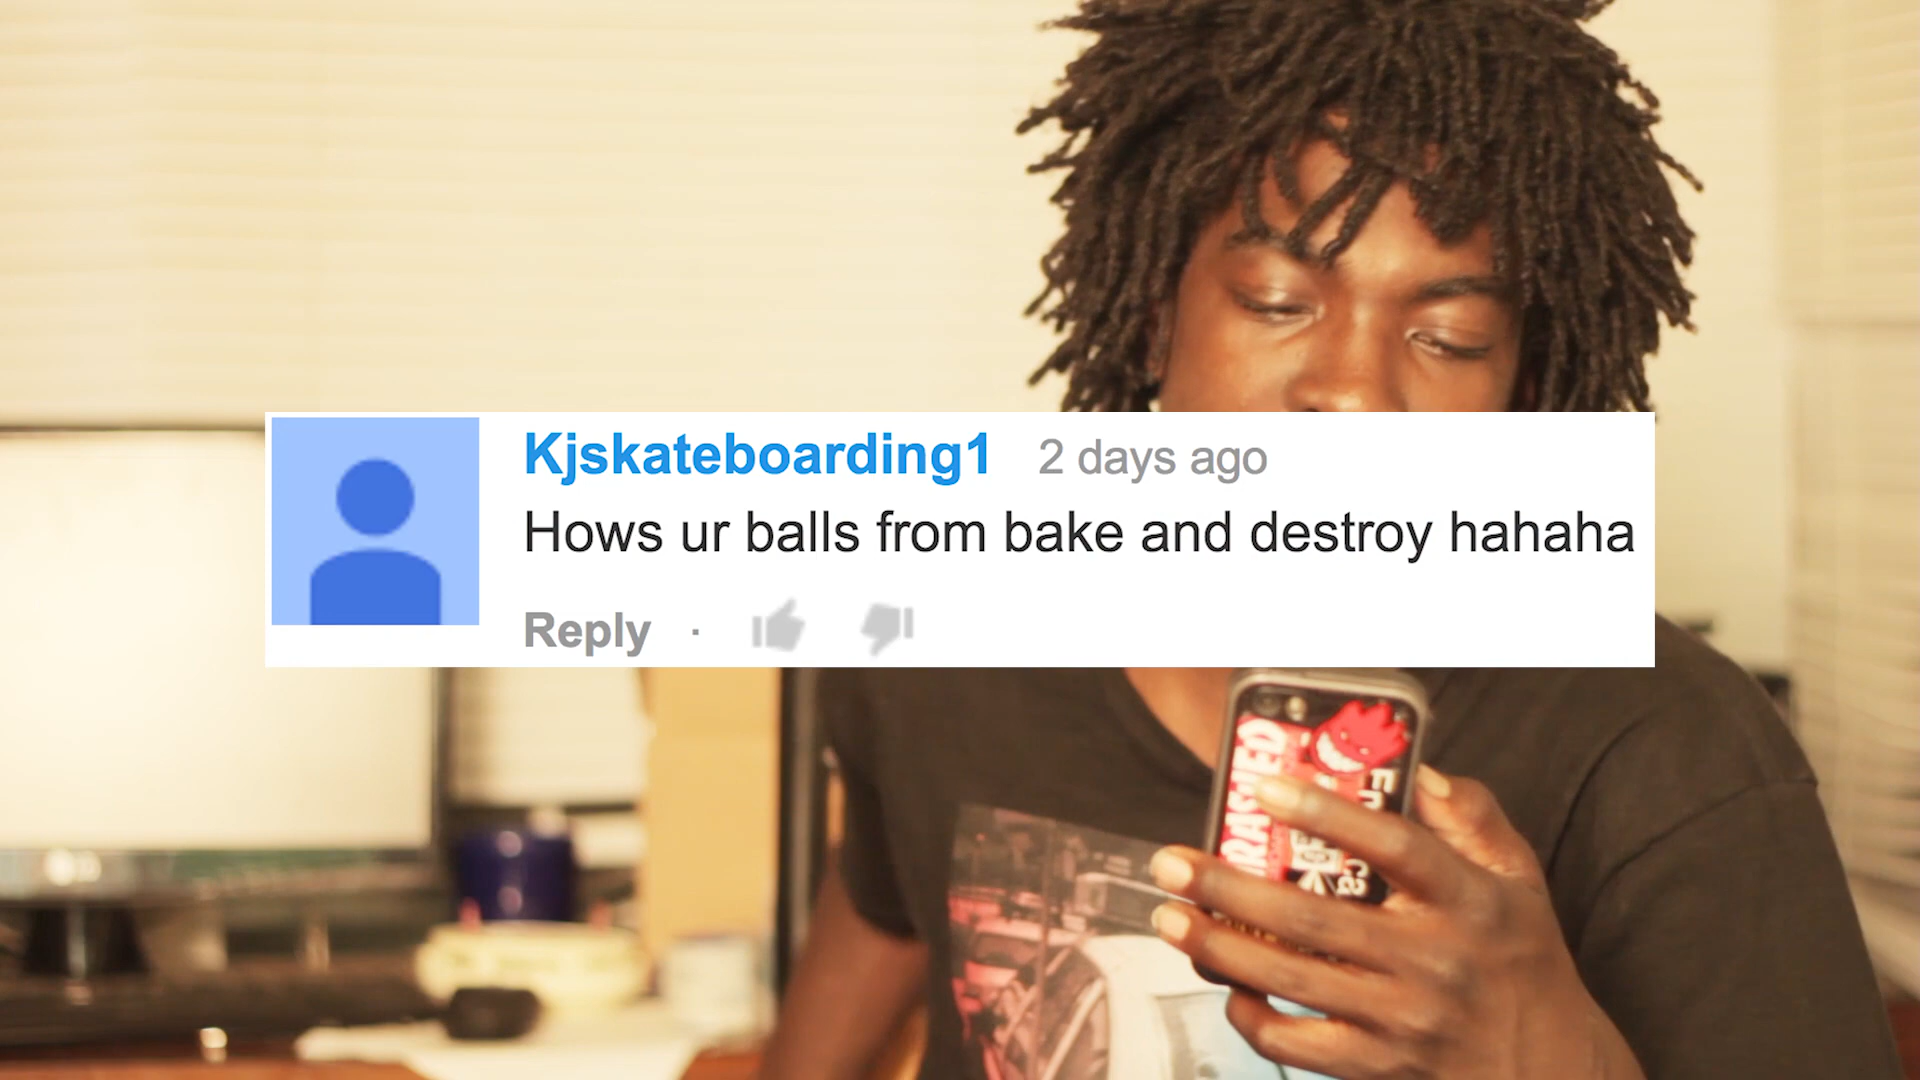 Kjskateboarding1 2 days ago
Hows ur balls from bake and destroy hahaha
Reply ·